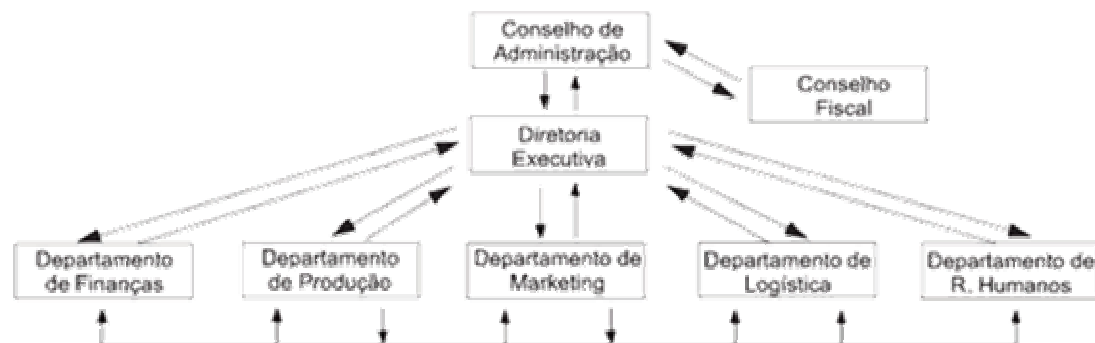 Conselho de
Administração
Conselho
Fiscal
Diretoria
Executiva
Departamento
de Finanças
Departamento
de Produção
Departamento de
Marketing
Departamento de
Logística
Departamento de
R. Humanos